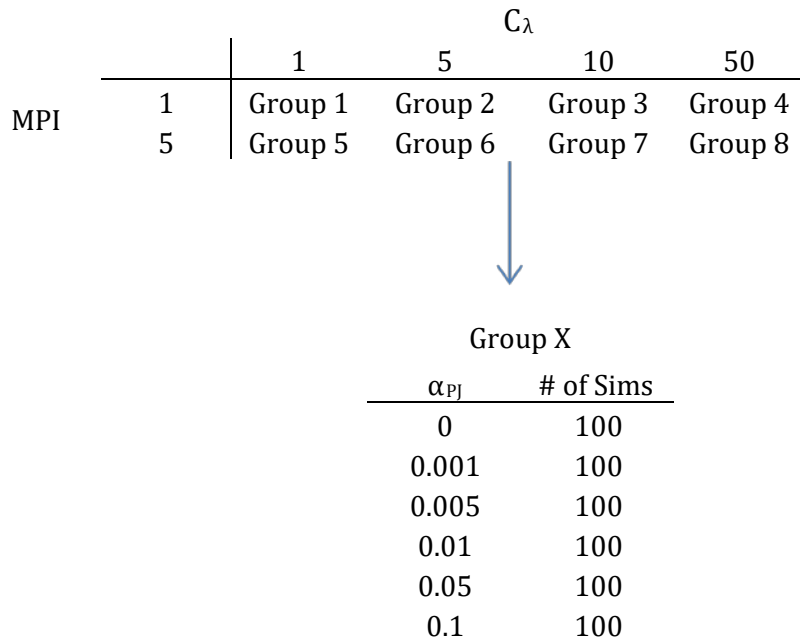 Cλ
1 5 10 50
MPI
1 Group 1 Group 2 Group 3 Group 4
5 Group 5 Group 6 Group 7 Group 8
Group X
αPJ # of Sims
0 100
0.001 100
0.005 100
0.01 100
0.05 100
0.1 100